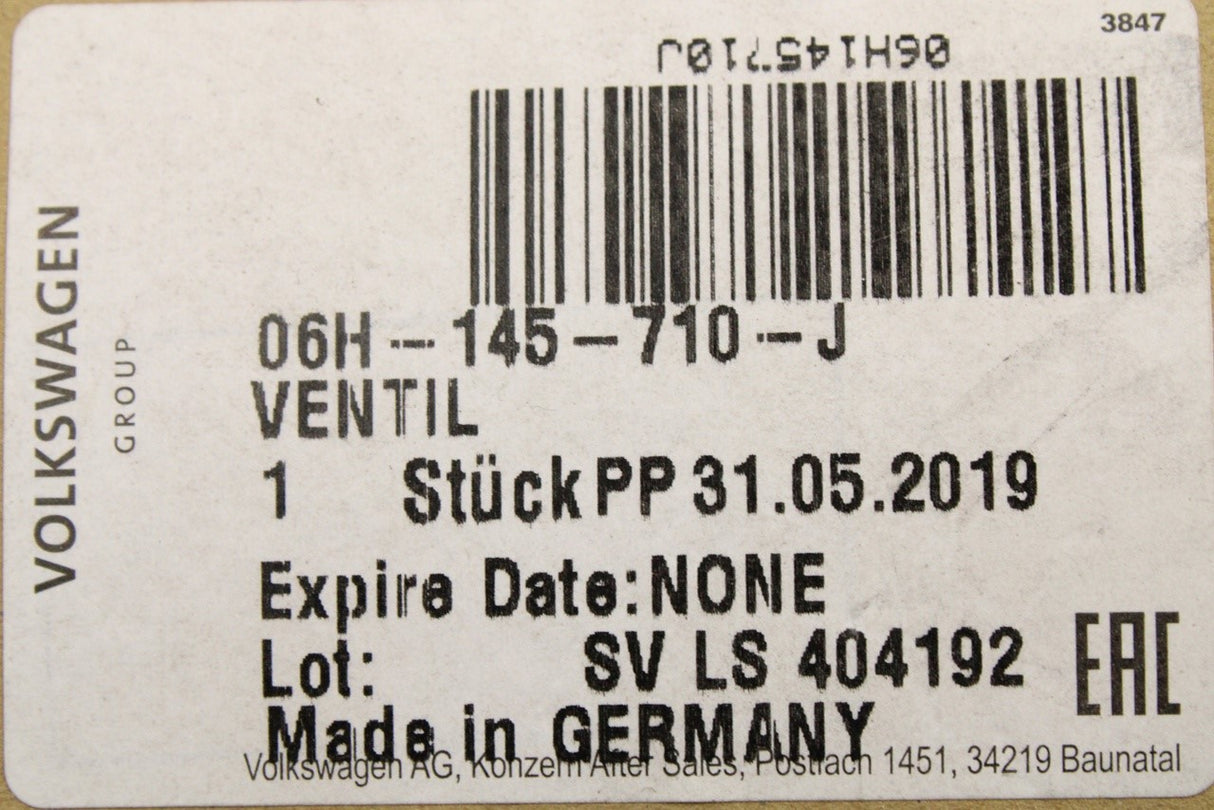 3847
06H145710J
VOLKSWAGEN
GROUP
06H-145-710-J
VENTIL
1 Stück PP 31.05.2019
Expire Date:NONE
Lot: SV LS 404192
EAC
Made in GERMANY
Volkswagen AG, Konzern After Sales, Postfach 1451, 34219 Baunatal